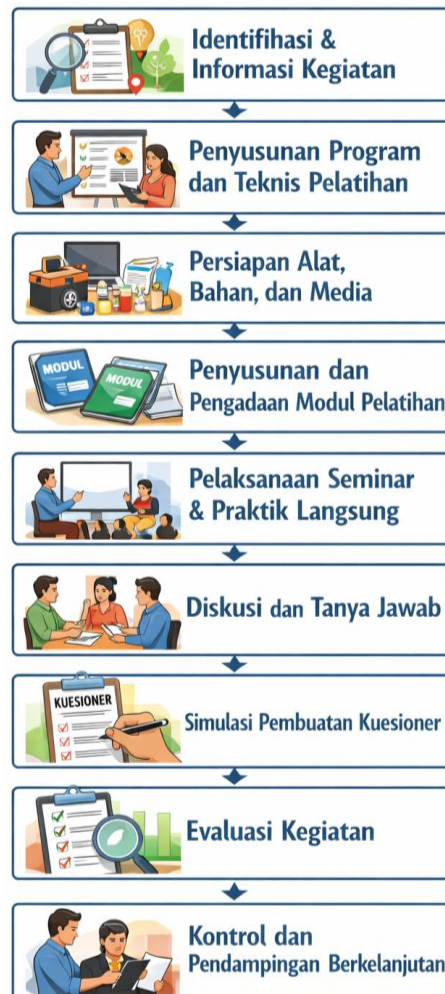 Identifihasi &
Informasi Kegiatan
Penyusunan Program
dan Teknis Pelatihan
Persiapan Alat,
Bahan, dan Media
MODUL
MODUL
Penyusunan dan
Pengadaan Modul Pelatihan
Pelaksanaan Seminar
& Praktik Langsung
Diskusi dan Tanya Jawab
KUESIONER
Simulasi Pembuatan Kuesioner
Evaluasi Kegiatan
Kontrol dan
Pendampingan Berkelanjutan